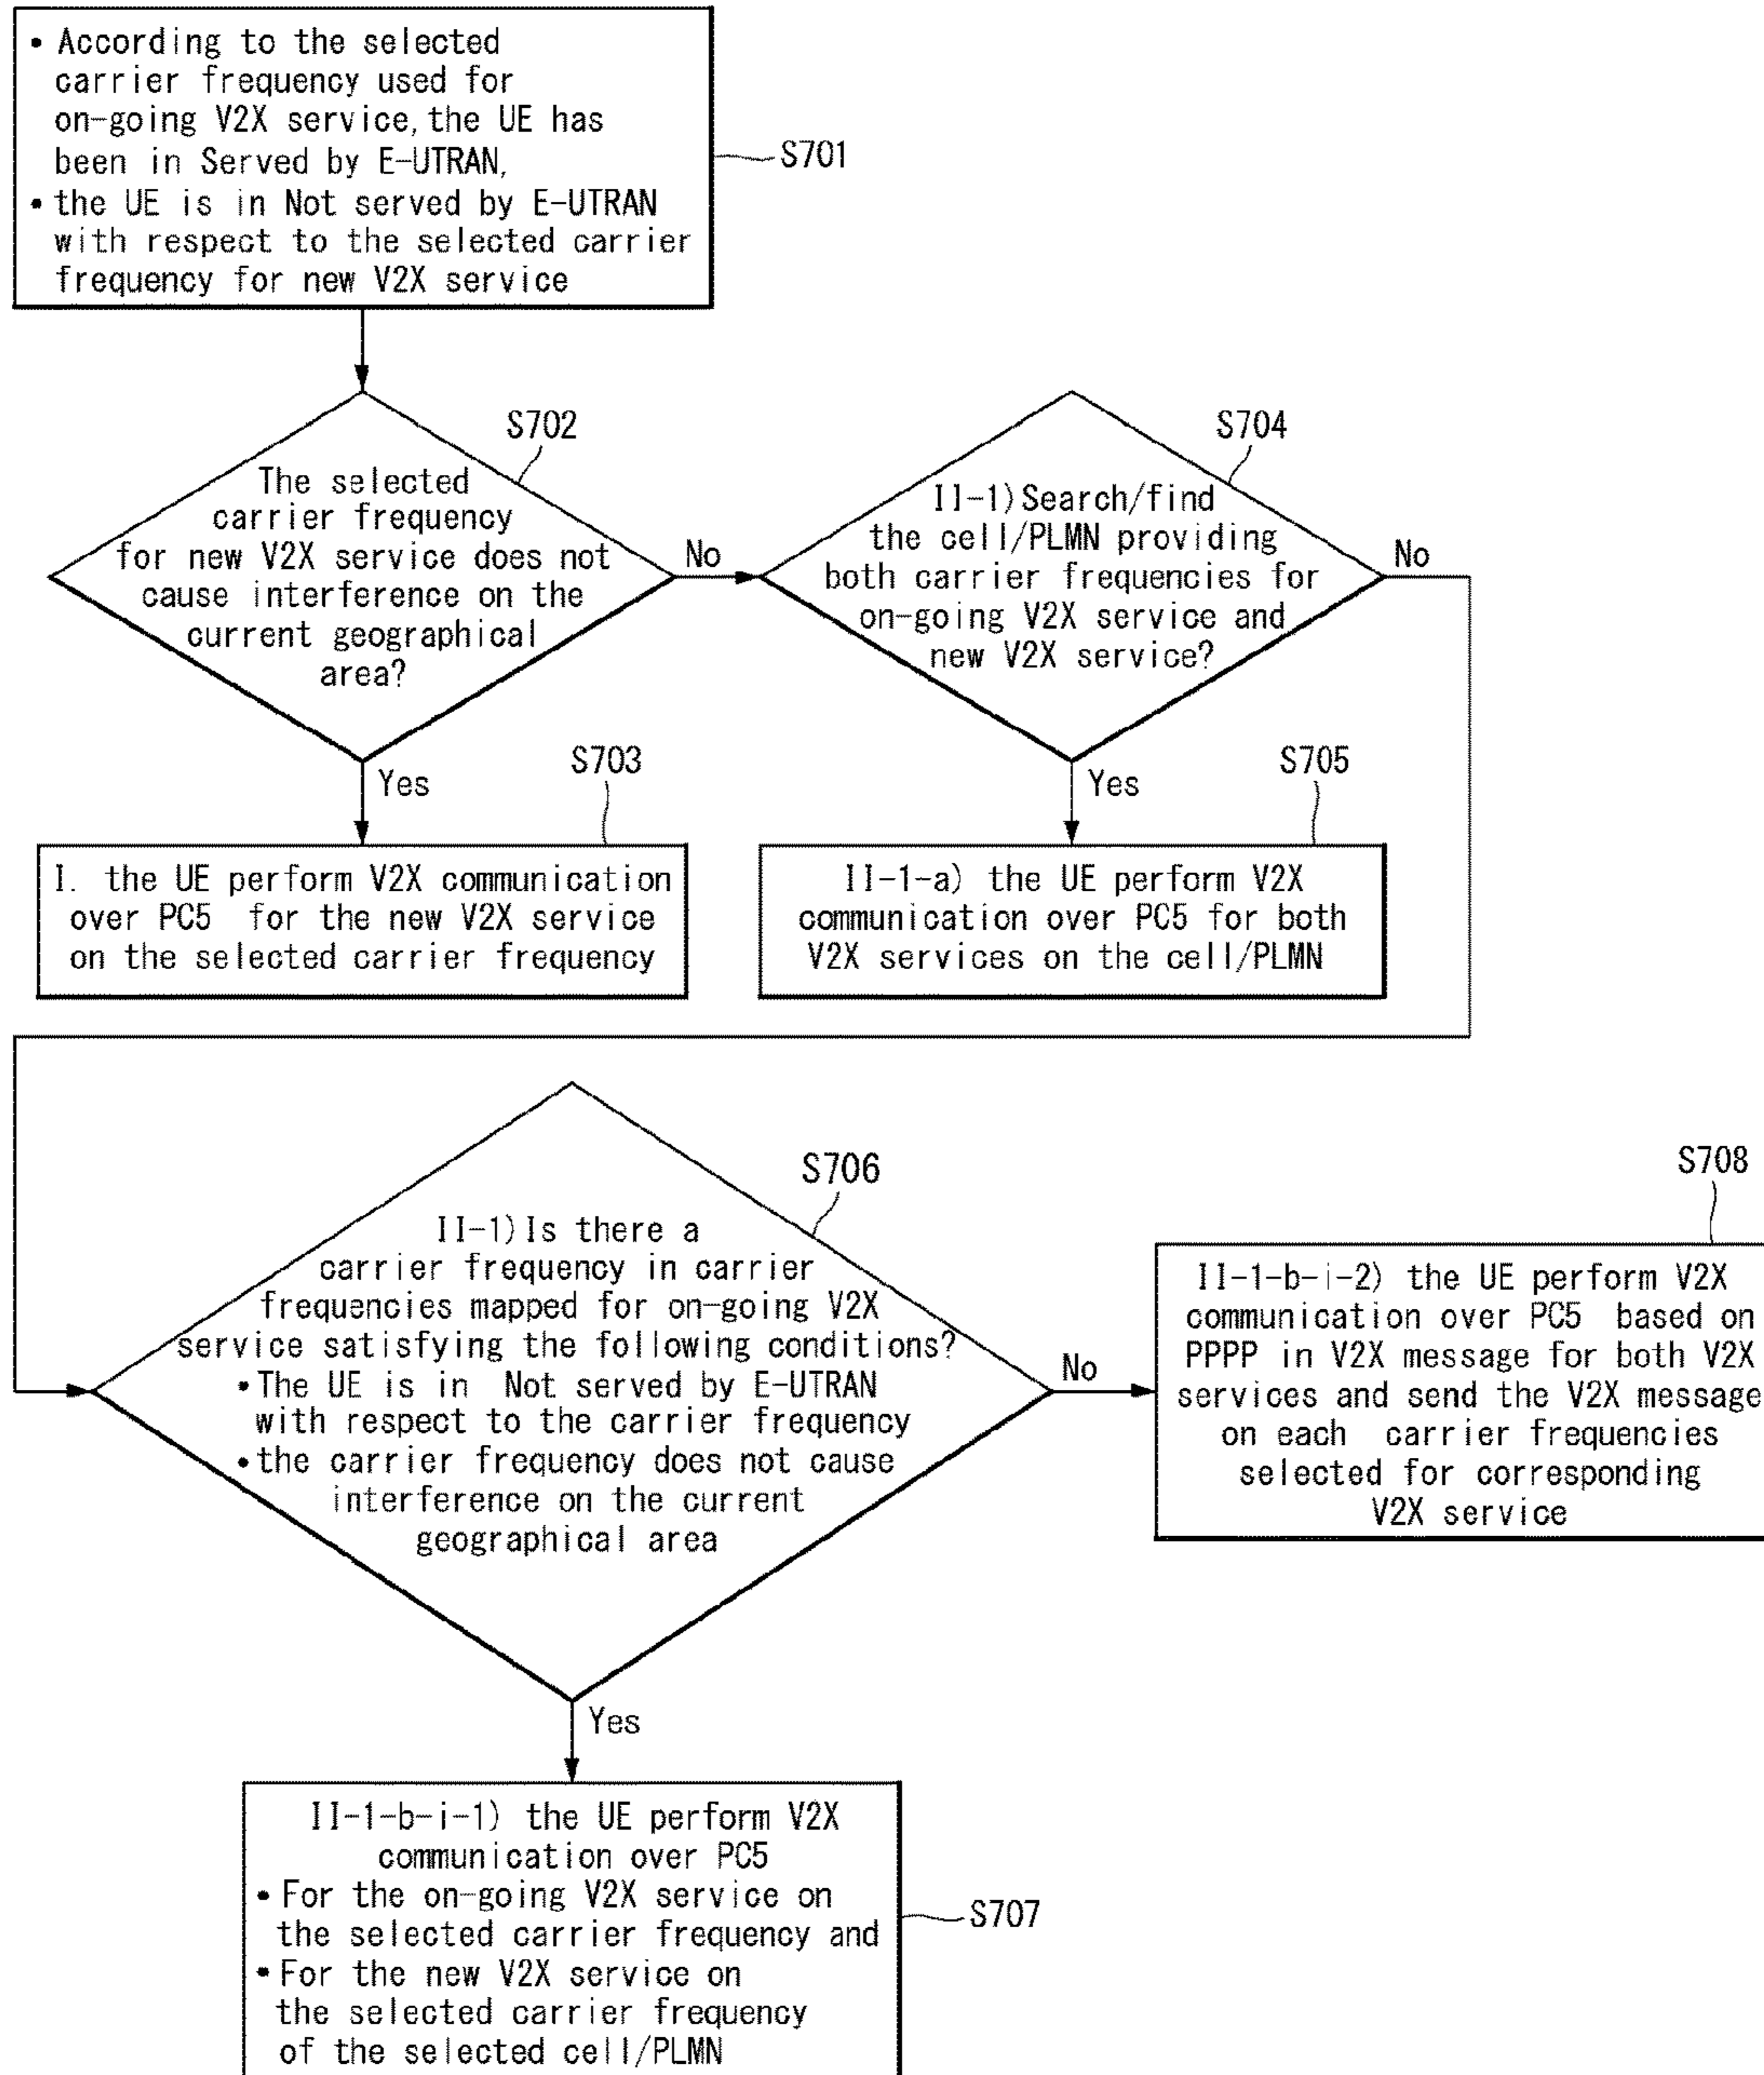 • According to the selected
carrier frequency used for
on-going V2X service, the UE has
been in Served by E-UTRAN,
• the UE is in Not served by E-UTRAN
with respect to the selected carrier
frequency for new V2X service
S701
S702
The selected
carrier frequency
for new V2X service does not
cause interference on the
current geographical
area?
No
Yes
S704
II-1) Search/find
the cell/PLMN providing
both carrier frequencies for
on-going V2X service and
new V2X service?
No
Yes
S703
I. the UE perform V2X communication
over PC5 for the new V2X service
on the selected carrier frequency
S705
II-1-a) the UE perform V2X
communication over PC5 for both
V2X services on the cell/PLMN
S706
II-1) Is there a
carrier frequency in carrier
frequencies mapped for on-going V2X
service satisfying the following conditions?
• The UE is in Not served by E-UTRAN
with respect to the carrier frequency
• the carrier frequency does not cause
interference on the current
geographical area
No
Yes
S708
II-1-b-i-2) the UE perform V2X
communication over PC5 based on
PPPP in V2X message for both V2X
services and send the V2X message
on each carrier frequencies
selected for corresponding
V2X service
II-1-b-i-1) the UE perform V2X
communication over PC5
• For the on-going V2X service on
the selected carrier frequency and
• For the new V2X service on
the selected carrier frequency
of the selected cell/PLMN
S707